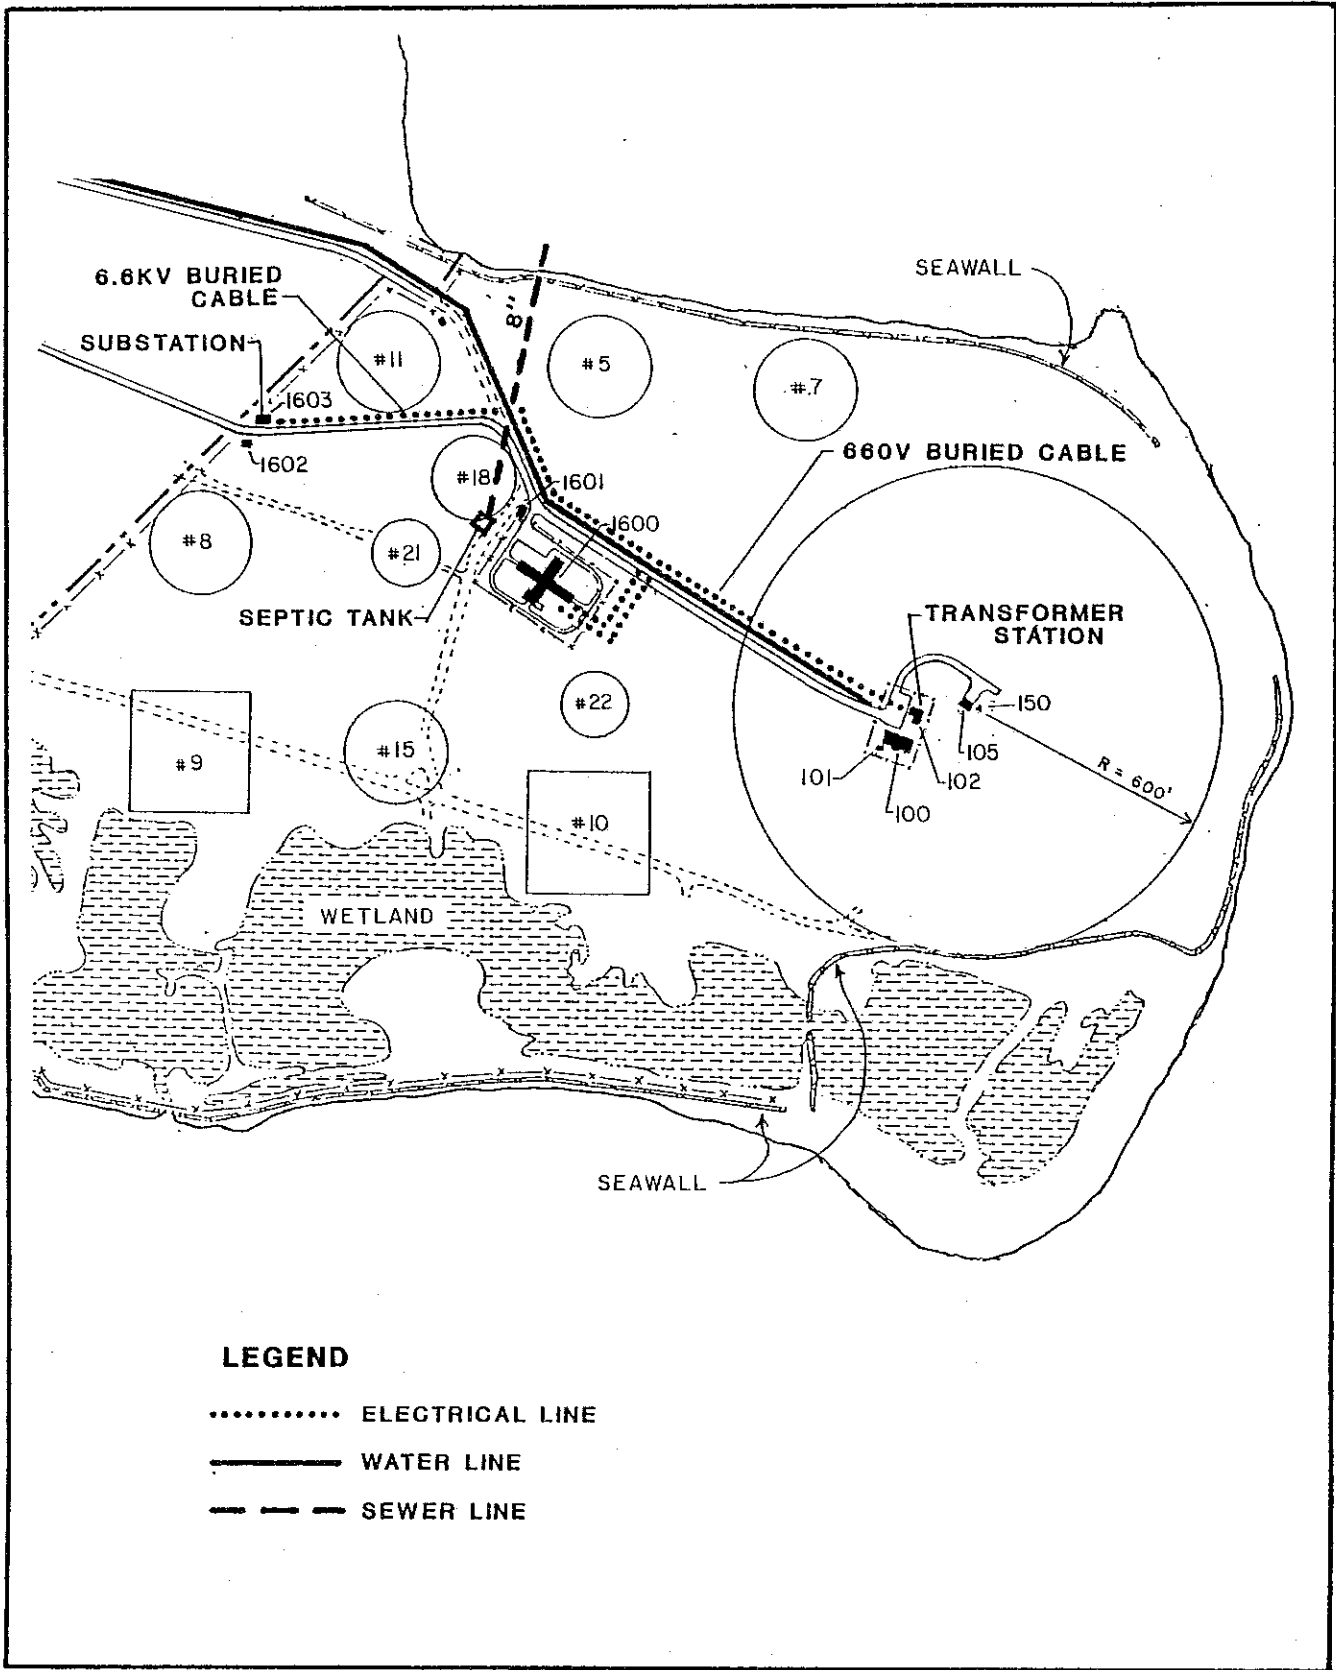 SEAWALL
6.6KV BURIED
CABLE
8"
SUBSTATION
#11
#5
#.7
1603
660V BURIED CABLE
1602
#18
1601
1600
#8
#21
SEPTIC TANK
TRANSFORMER
STATION
#22
150
#15
#9
105
R = 600'
101
102
100
#10
WETLAND
SEAWALL
LEGEND
ELECTRICAL LINE
WATER LINE
SEWER LINE